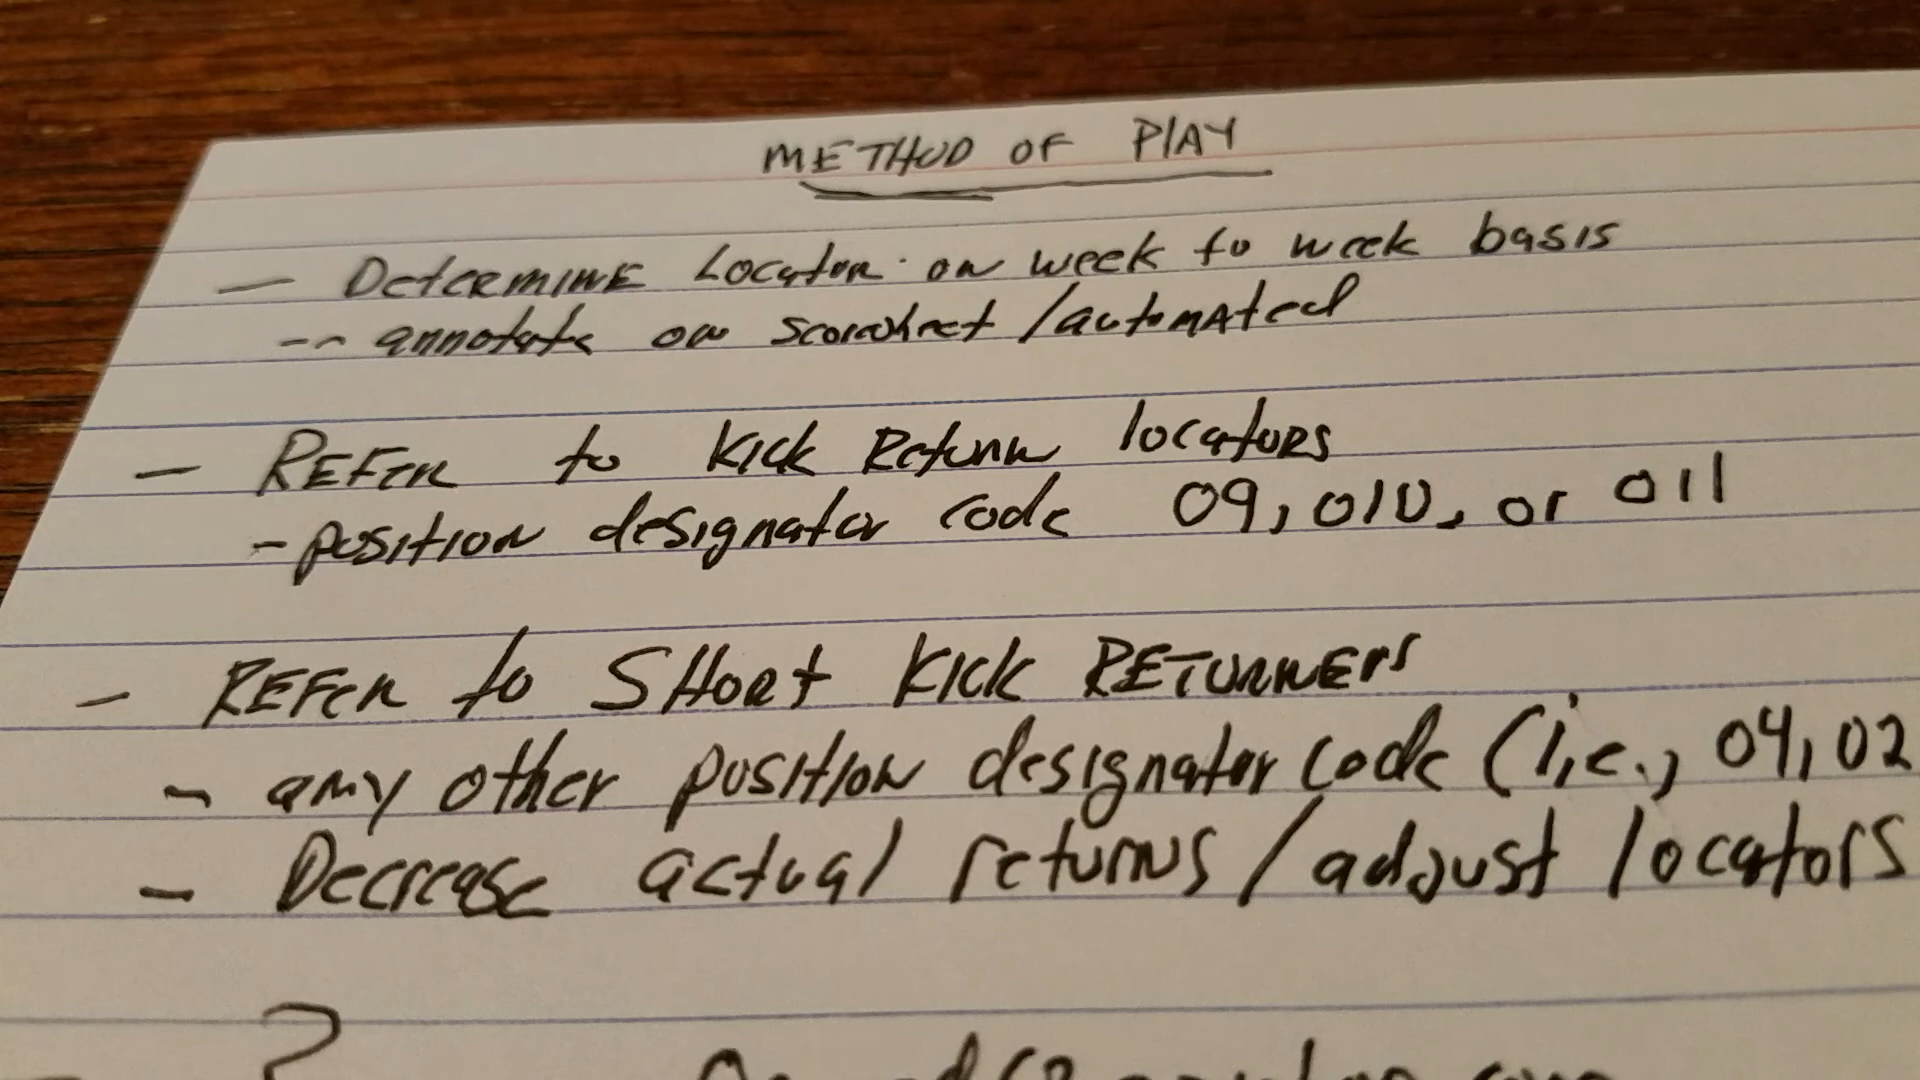 METHOD OF PLAY
- DETERMINE Locator on week to week basis
-- annotate on scoresheet /automated
- REFER to Kick Return locators
- position designator code 09, 010, or 011
- REFER to SHORT KICK RETURNERS
- any other position designator code (i,e., 04, 02
- Decrease actual returns / adjust locators
?